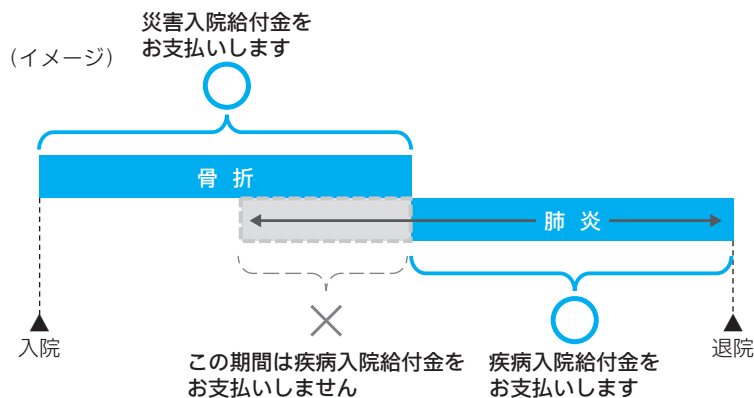 災害入院給付金を
お支払いします
（イメージ）
骨 折
肺 炎
入院
この期間は疾病入院給付金を
お支払いしません
疾病入院給付金を
お支払いします
退院